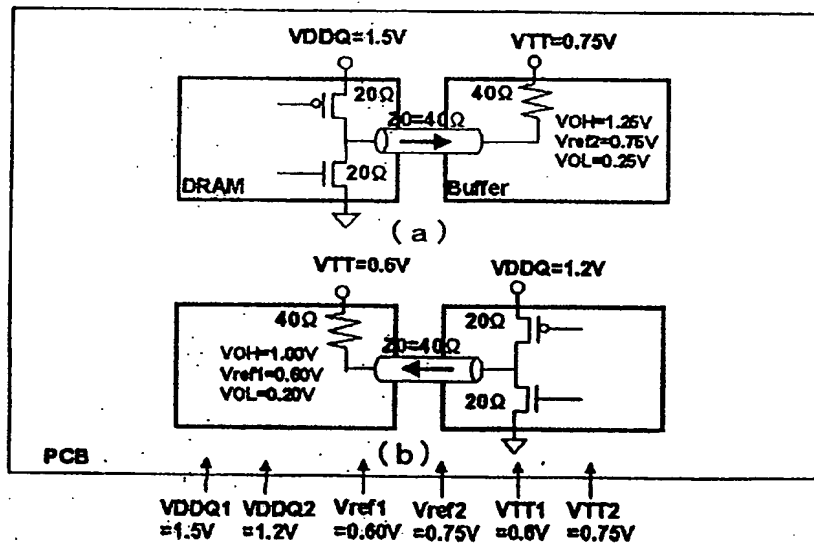 VDDQ=1.5V
VTT=0.75V
20Ω
40Ω
Z0=40Ω
VOH=1.25V
Vref2=0.75V
VOL=0.25V
20Ω
DRAM
Buffer
(a)
VTT=0.6V
VDDQ=1.2V
40Ω
20Ω
Z0=40Ω
VOH=1.00V
Vref1=0.60V
VOL=0.20V
20Ω
PCB
(b)
VDDQ1 VDDQ2 Vref1 Vref2 VTT1 VTT2
=1.5V =1.2V =0.60V =0.75V =0.6V =0.75V